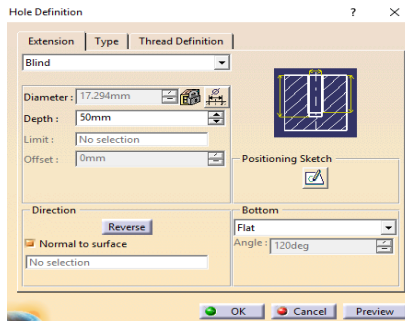 Hole Definition ? ×
Extension Type Thread Definition
Blind
Diameter : 17.294mm
Depth : 50mm
Limit : No selection
Offset : 0mm
Positioning Sketch
Direction
Reverse
Normal to surface
No selection
Bottom
Flat
Angle : 120deg
OK Cancel Preview